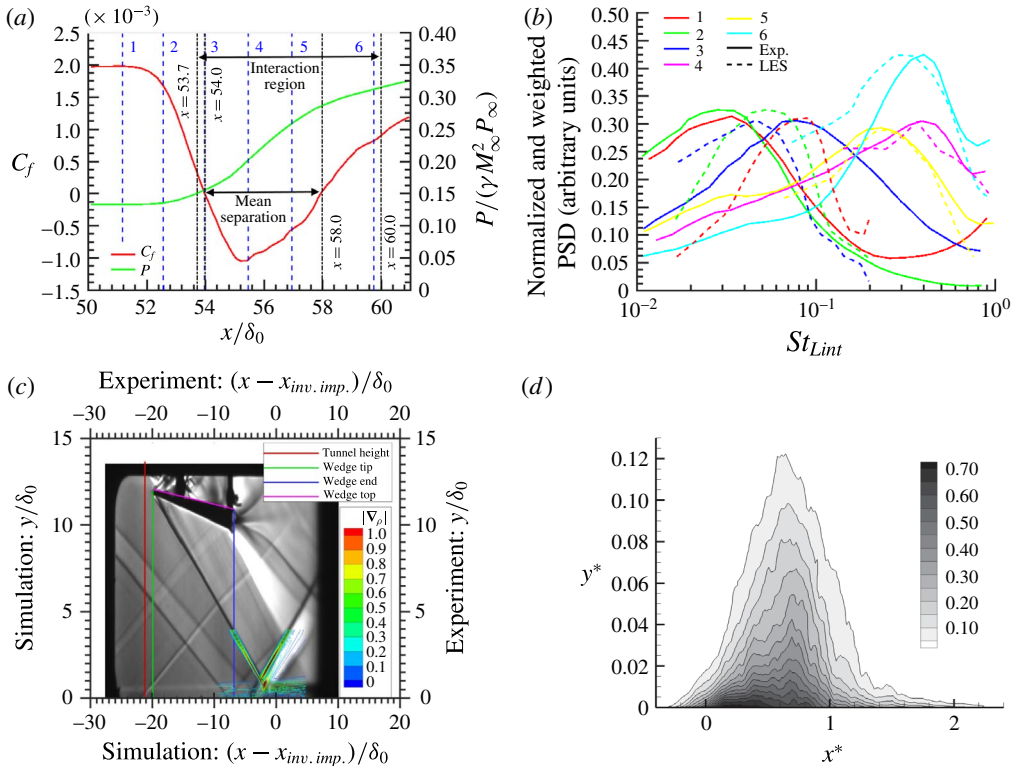 (a)
(× 10⁻³)
2.5
2.0
1.5
1.0
0.5
0
−0.5
−1.0
−1.5
C_f
1 2 3 4 5 6
x = 53.7
x = 54.0
Interaction
region
Mean
separation
x = 58.0
x = 60.0
C_f
P
50 52 54 56 58 60
x/δ₀
0.40
0.35
0.30
0.25
0.20
0.15
0.10
0.05
0
P/(γM²_∞P_∞)
(b)
Normalized and weighted
PSD (arbitrary units)
0.50
0.45
0.40
0.35
0.30
0.25
0.20
0.15
0.10
0.05
0
1
2
3
4
5
6
Exp.
LES
10⁻² 10⁻¹ 10⁰
St_Lint
(c)
Experiment: (x − x_inv. imp.)/δ₀
−30 −20 −10 0 10 20
Simulation: y/δ₀
15
10
5
0
Tunnel height
Wedge tip
Wedge end
Wedge top
|∇ρ|
1.0
0.9
0.8
0.7
0.6
0.5
0.4
0.3
0.2
0.1
0
15
10
5
0
Experiment: y/δ₀
−30 −20 −10 0 10 20
Simulation: (x − x_inv. imp.)/δ₀
(d)
y*
0.12
0.10
0.08
0.06
0.04
0.02
0
0.70
0.60
0.50
0.40
0.30
0.20
0.10
0 1 2
x*